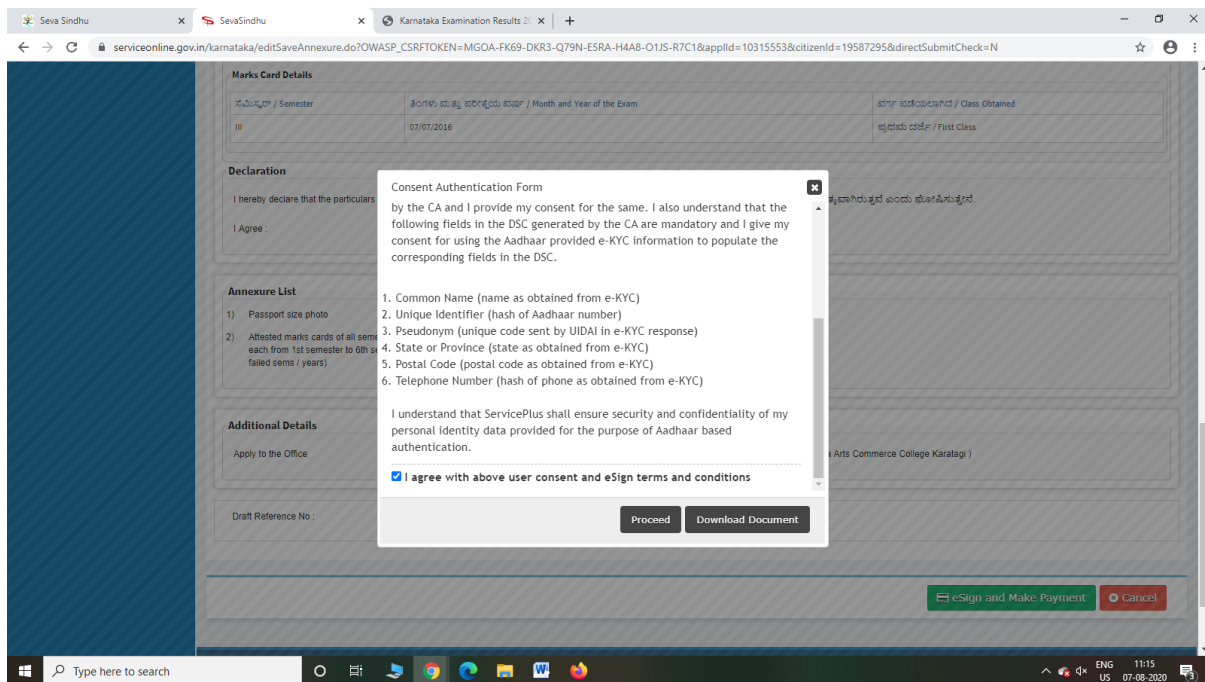 Seva Sindhu
SevaSindhu
Karnataka Examination Results 2
serviceonline.gov.in/karnataka/editSaveAnnexure.do?OWASP_CSRFTOKEN=MGOA-FK69-DKR3-Q79N-E5RA-H4A8-O1JS-R7C1&applId=10315553&citizenId=19587295&directSubmitCheck=N
Marks Card Details
ಸೆಮಿಸ್ಟರ್ / Semester
ತಿಂಗಳು ಮತ್ತು ಪರೀಕ್ಷೆಯ ವರ್ಷ / Month and Year of the Exam
ವರ್ಗ ಪಡೆಯಲಾಗಿದೆ / Class Obtained
III
07/07/2016
ಪ್ರಥಮ ದರ್ಜೆ / First Class
Declaration
I hereby declare that the particulars
ಎಂದು ಘೋಷಿಸುತ್ತೇನೆ.
I Agree :
Consent Authentication Form
by the CA and I provide my consent for the same. I also understand that the
following fields in the DSC generated by the CA are mandatory and I give my
consent for using the Aadhaar provided e-KYC information to populate the
corresponding fields in the DSC.
1. Common Name (name as obtained from e-KYC)
2. Unique Identifier (hash of Aadhaar number)
3. Pseudonym (unique code sent by UIDAI in e-KYC response)
4. State or Province (state as obtained from e-KYC)
5. Postal Code (postal code as obtained from e-KYC)
6. Telephone Number (hash of phone as obtained from e-KYC)
I understand that ServicePlus shall ensure security and confidentiality of my
personal identity data provided for the purpose of Aadhaar based
authentication.
I agree with above user consent and eSign terms and conditions
Proceed
Download Document
Annexure List
1) Passport size photo
2) Attested marks cards of all seme
each from 1st semester to 6th se
failed sems / years)
Additional Details
Apply to the Office
Arts Commerce College Karatagi )
Draft Reference No :
eSign and Make Payment
Cancel
Type here to search
ENG
US
11:15
07-08-2020
3